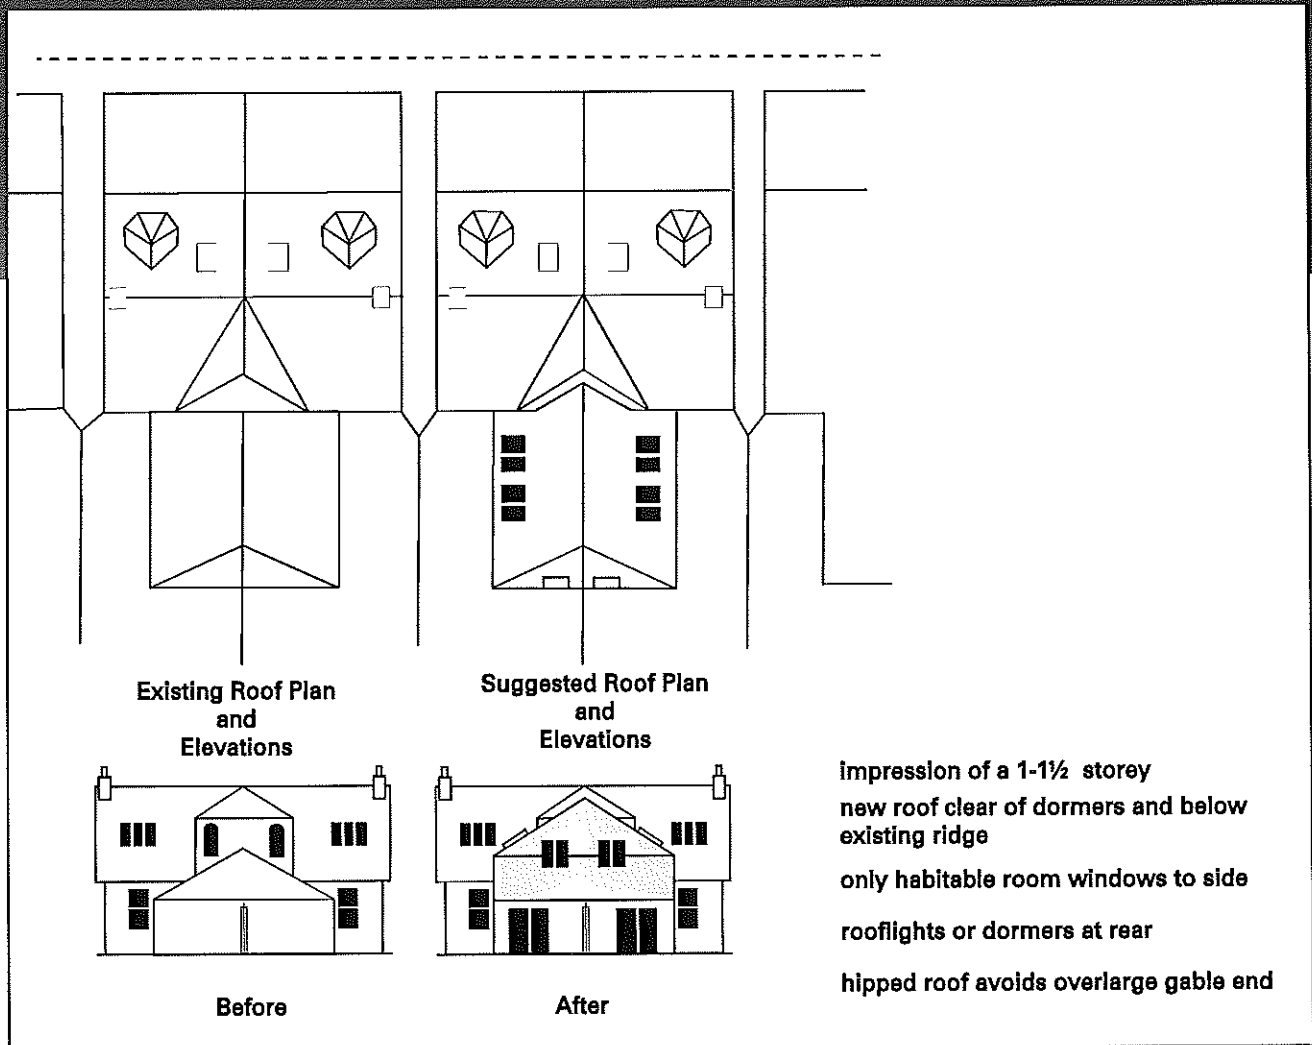 Existing Roof Plan
and
Elevations
Suggested Roof Plan
and
Elevations
impression of a 1-1½ storey
new roof clear of dormers and below
existing ridge
only habitable room windows to side
rooflights or dormers at rear
hipped roof avoids overlarge gable end
Before
After